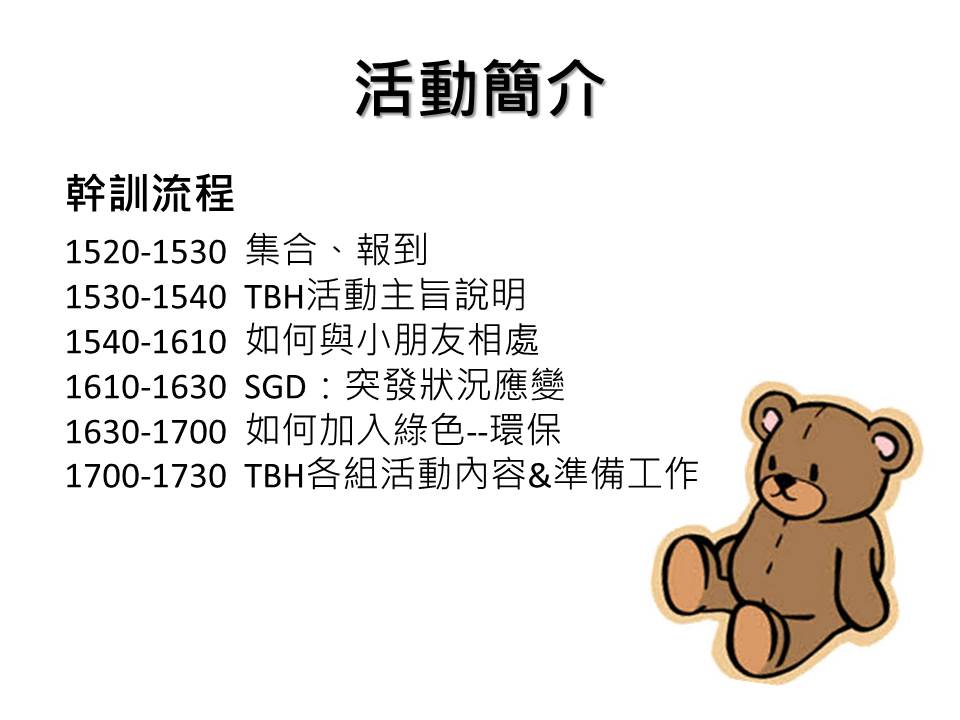 活動簡介
幹訓流程
1520-1530 集合、報到
1530-1540 TBH活動主旨說明
1540-1610 如何與小朋友相處
1610-1630 SGD：突發狀況應變
1630-1700 如何加入綠色--環保
1700-1730 TBH各組活動內容&準備工作